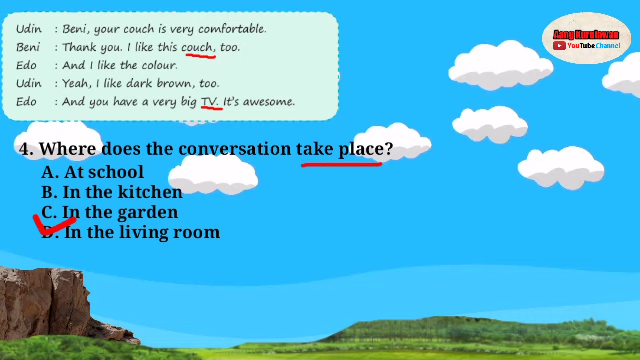 Udin : Beni, your couch is very comfortable.
Beni : Thank you. I like this couch, too.
Edo : And I like the colour.
Udin : Yeah, I like dark brown, too.
Edo : And you have a very big TV. It's awesome.
Aang Kurniawan
YouTube Channel
4. Where does the conversation take place?
A. At school
B. In the kitchen
C. In the garden
D. In the living room